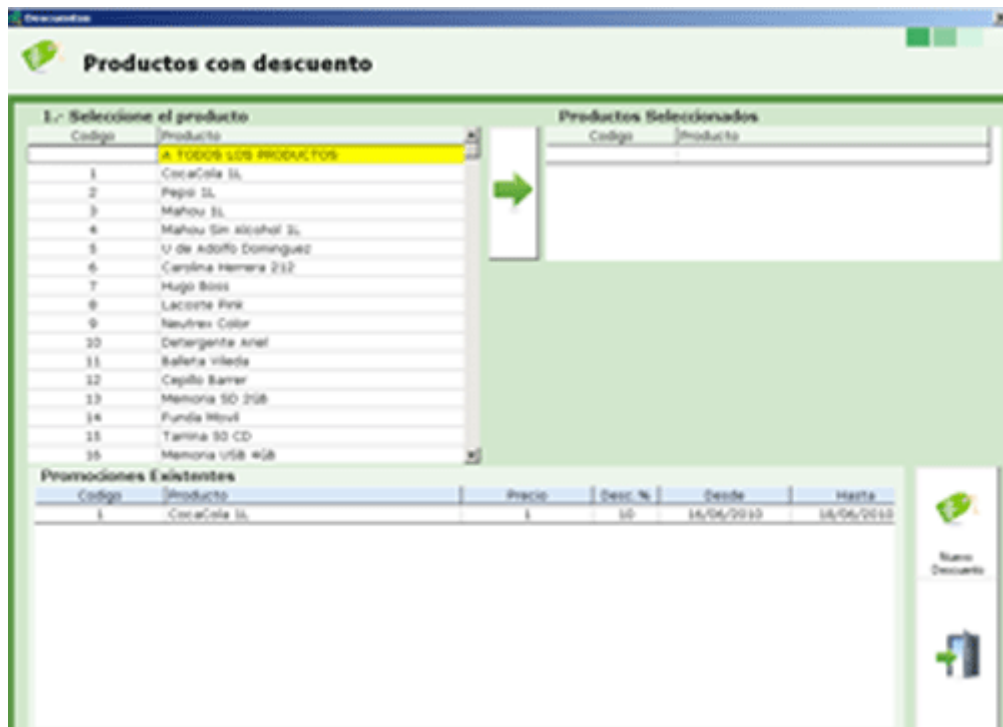 Descuentos
Productos con descuento
1.- Seleccione el producto
Codigo Producto
A TODOS LOS PRODUCTOS
1 CocaCola 1L
2 Pepsi 1L
3 Mahou 1L
4 Mahou Sin Alcohol 1L
5 U de Adolfo Dominguez
6 Carolina Herrera 212
7 Hugo Boss
8 Lacoste Pink
9 Neutrex Color
10 Detergente Ariel
11 Balleta Vileda
12 Cepillo Barrer
13 Memoria SD 2GB
14 Funda Movil
15 Tarrina 50 CD
16 Memoria USB 4GB
Productos Seleccionados
Codigo Producto
Promociones Existentes
Codigo Producto Precio Desc. % Desde Hasta
1 CocaCola 1L 1 10 16/06/2010 18/06/2010
Nuevo
Descuento